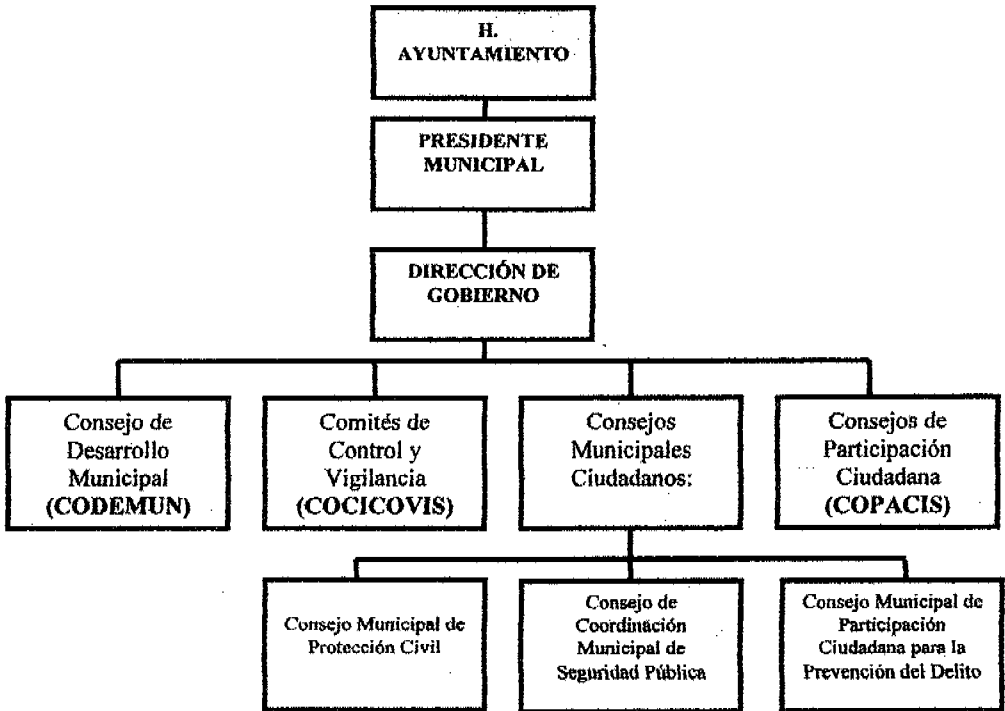 H.
AYUNTAMIENTO
PRESIDENTE
MUNICIPAL
DIRECCIÓN DE
GOBIERNO
Consejo de
Desarrollo
Municipal
(CODEMUN)
Comités de
Control y
Vigilancia
(COCICOVIS)
Consejos
Municipales
Ciudadanos:
Consejos de
Participación
Ciudadana
(COPACIS)
Consejo Municipal de
Protección Civil
Consejo de
Coordinación
Municipal de
Seguridad Pública
Consejo Municipal de
Participación
Ciudadana para la
Prevención del Delito